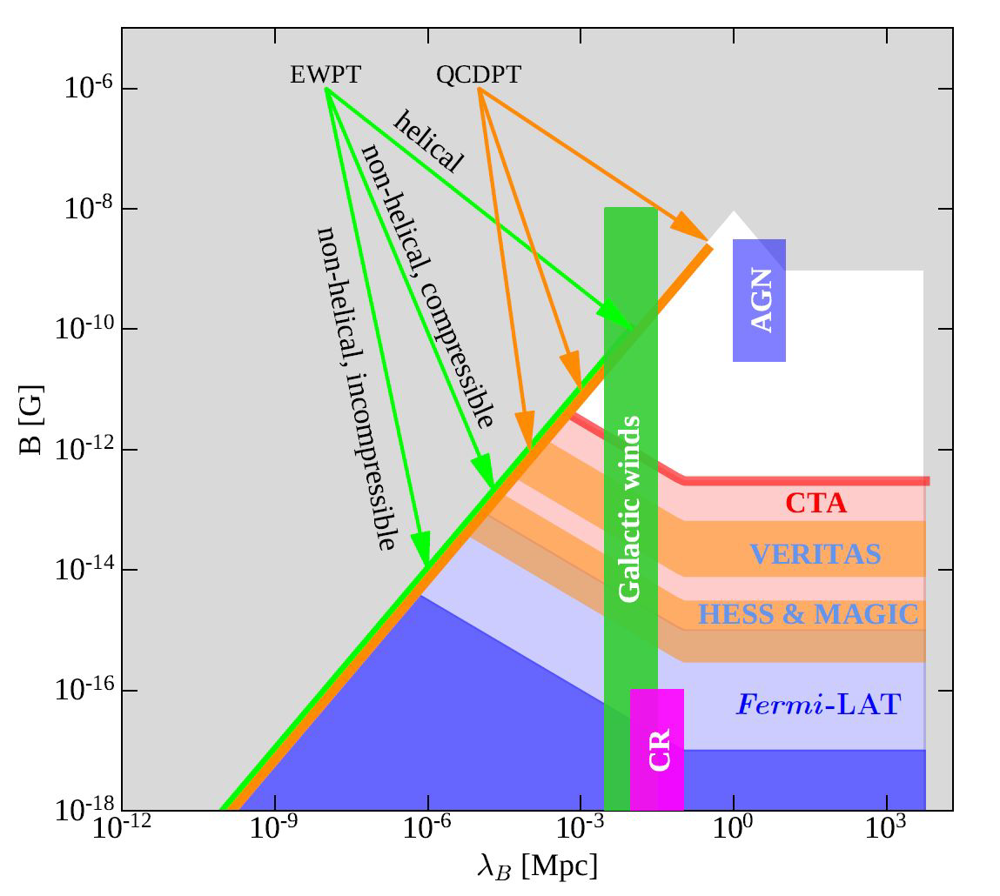 EWPT
QCDPT
helical
non-helical, compressible
non-helical, incompressible
AGN
Galactic winds
CR
CTA
VERITAS
HESS & MAGIC
Fermi-LAT
B [G]
10^-6
10^-8
10^-10
10^-12
10^-14
10^-16
10^-18
10^-12
10^-9
10^-6
10^-3
10^0
10^3
λ_B [Mpc]